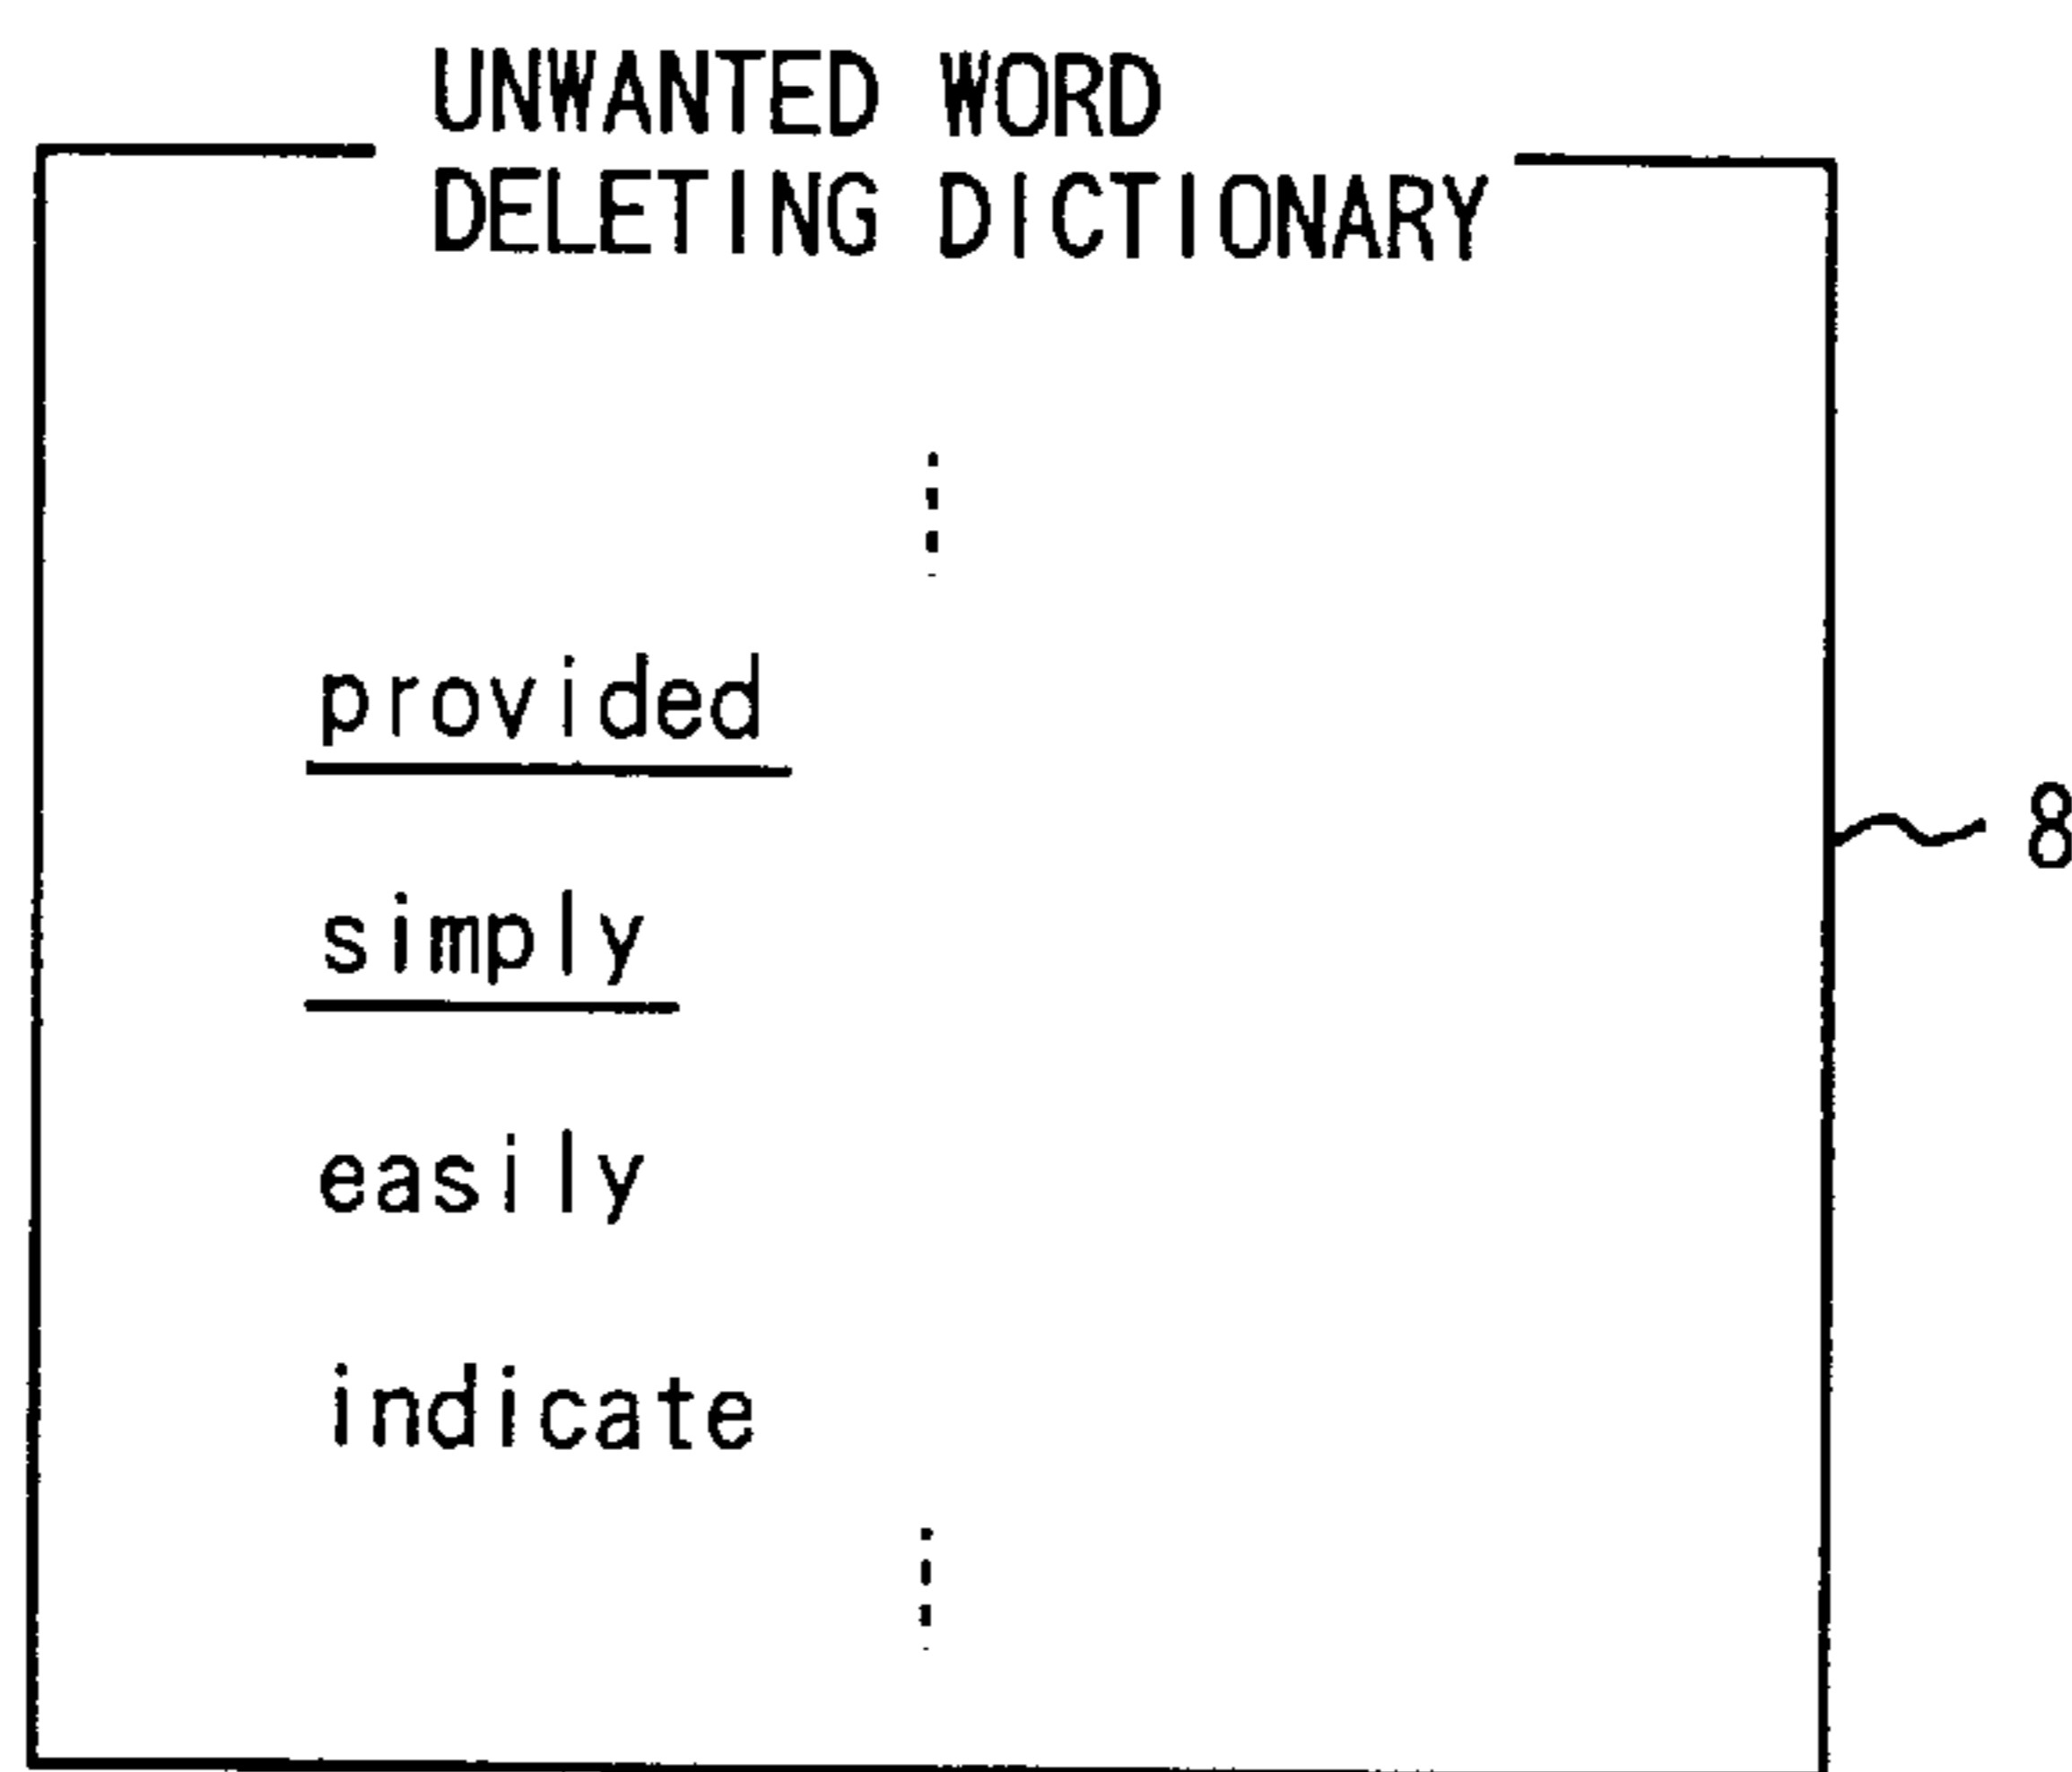 UNWANTED WORD
DELETING DICTIONARY
provided
simply
8
easily
indicate